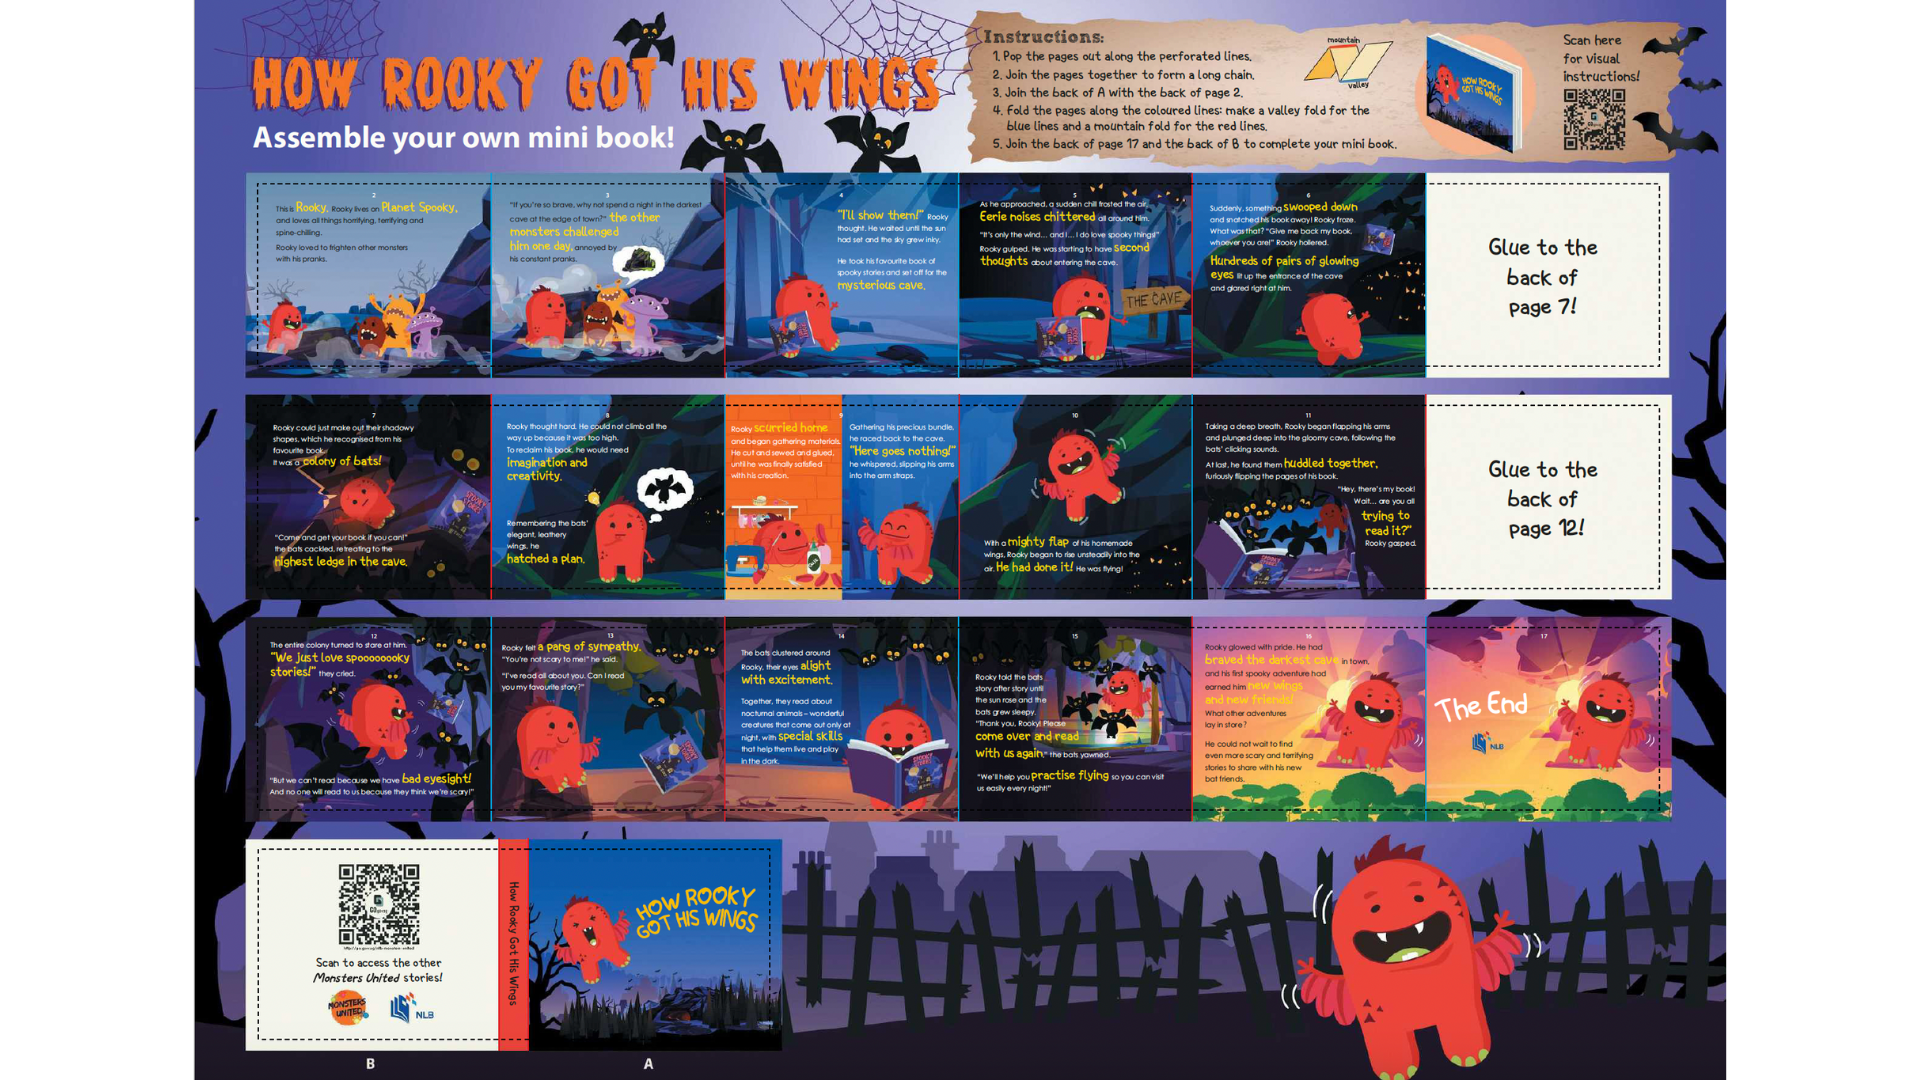 HOW ROOKY GOT HIS WINGS
Assemble your own mini book!
Instructions:
1. Pop the pages out along the perforated lines.
2. Join the pages together to form a long chain.
3. Join the back of A with the back of page 2.
4. Fold the pages along the coloured lines: make a valley fold for the
blue lines and a mountain fold for the red lines.
5. Join the back of page 17 and the back of B to complete your mini book.
mountain
valley
HOW ROOKY
GOT HIS WINGS
Scan here
for visual
instructions!
2
This is Rooky. Rooky lives on Planet Spooky,
and loves all things horrifying, terrifying and
spine-chilling.
Rooky loved to frighten other monsters
with his pranks.
3
"If you're so brave, why not spend a night in the darkest
cave at the edge of town?" the other
monsters challenged
him one day, annoyed by
his constant pranks.
4
"I'll show them!" Rooky
thought. He waited until the sun
had set and the sky grew inky.
He took his favourite book of
spooky stories and set off for the
mysterious cave.
5
As he approached, a sudden chill frosted the air.
Eerie noises chittered all around him.
"It's only the wind... and I... I do love spooky things!"
Rooky gulped. He was starting to have second
thoughts about entering the cave.
THE CAVE
6
Suddenly, something swooped down
and snatched his book away! Rooky froze.
What was that? "Give me back my book,
whoever you are!" Rooky hollered.
Hundreds of pairs of glowing
eyes lit up the entrance of the cave
and glared right at him.
Glue to the
back of
page 7!
7
Rooky could just make out their shadowy
shapes, which he recognised from his
favourite book.
It was a colony of bats!
"Come and get your book if you can!"
the bats cackled, retreating to the
highest ledge in the cave.
8
Rooky thought hard. He could not climb all the
way up because it was too high.
To reclaim his book, he would need
imagination and
creativity.
Remembering the bats'
elegant, leathery
wings, he
hatched a plan.
9
Rooky scurried home
and began gathering materials.
He cut and sewed and glued,
until he was finally satisfied
with his creation.
Gathering his precious bundle,
he raced back to the cave.
"Here goes nothing!"
he whispered, slipping his arms
into the arm straps.
10
With a mighty flap of his homemade
wings, Rooky began to rise unsteadily into the
air. He had done it! He was flying!
11
Taking a deep breath, Rooky began flapping his arms
and plunged deep into the gloomy cave, following the
bats' clicking sounds.
At last, he found them huddled together,
furiously flipping the pages of his book.
"Hey, there's my book!
Wait... are you all
trying to
read it?"
Rooky gasped.
Glue to the
back of
page 12!
12
The entire colony turned to stare at him.
"We just love spooooooooky
stories!" they cried.
"But we can't read because we have bad eyesight!
And no one will read to us because they think we're scary!"
13
Rooky felt a pang of sympathy.
"You're not scary to me!" he said.
"I've read all about you. Can I read
you my favourite story?"
14
The bats clustered around
Rooky, their eyes alight
with excitement.
Together, they read about
nocturnal animals – wonderful
creatures that come out only at
night, with special skills
that help them live and play
in the dark.
15
Rooky told the bats
story after story until
the sun rose and the
bats grew sleepy.
"Thank you, Rooky! Please
come over and read
with us again," the bats yawned.
"We'll help you practise flying so you can visit
us easily every night!"
16
Rooky glowed with pride. He had
braved the darkest cave in town,
and his first spooky adventure had
earned him new wings
and new friends!
What other adventures
lay in store?
He could not wait to find
even more scary and terrifying
stories to share with his new
bat friends.
17
The End
NLB
Scan to access the other
Monsters United stories!
MONSTERS
UNITED
NLB
How Rooky Got His Wings
HOW ROOKY
GOT HIS WINGS
B
A